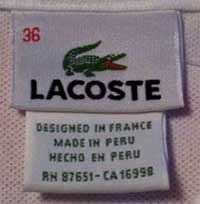 36
LACOSTE
DESIGNED IN FRANCE
MADE IN PERU
HECHO EN PERU
RN 87651-CA 16998